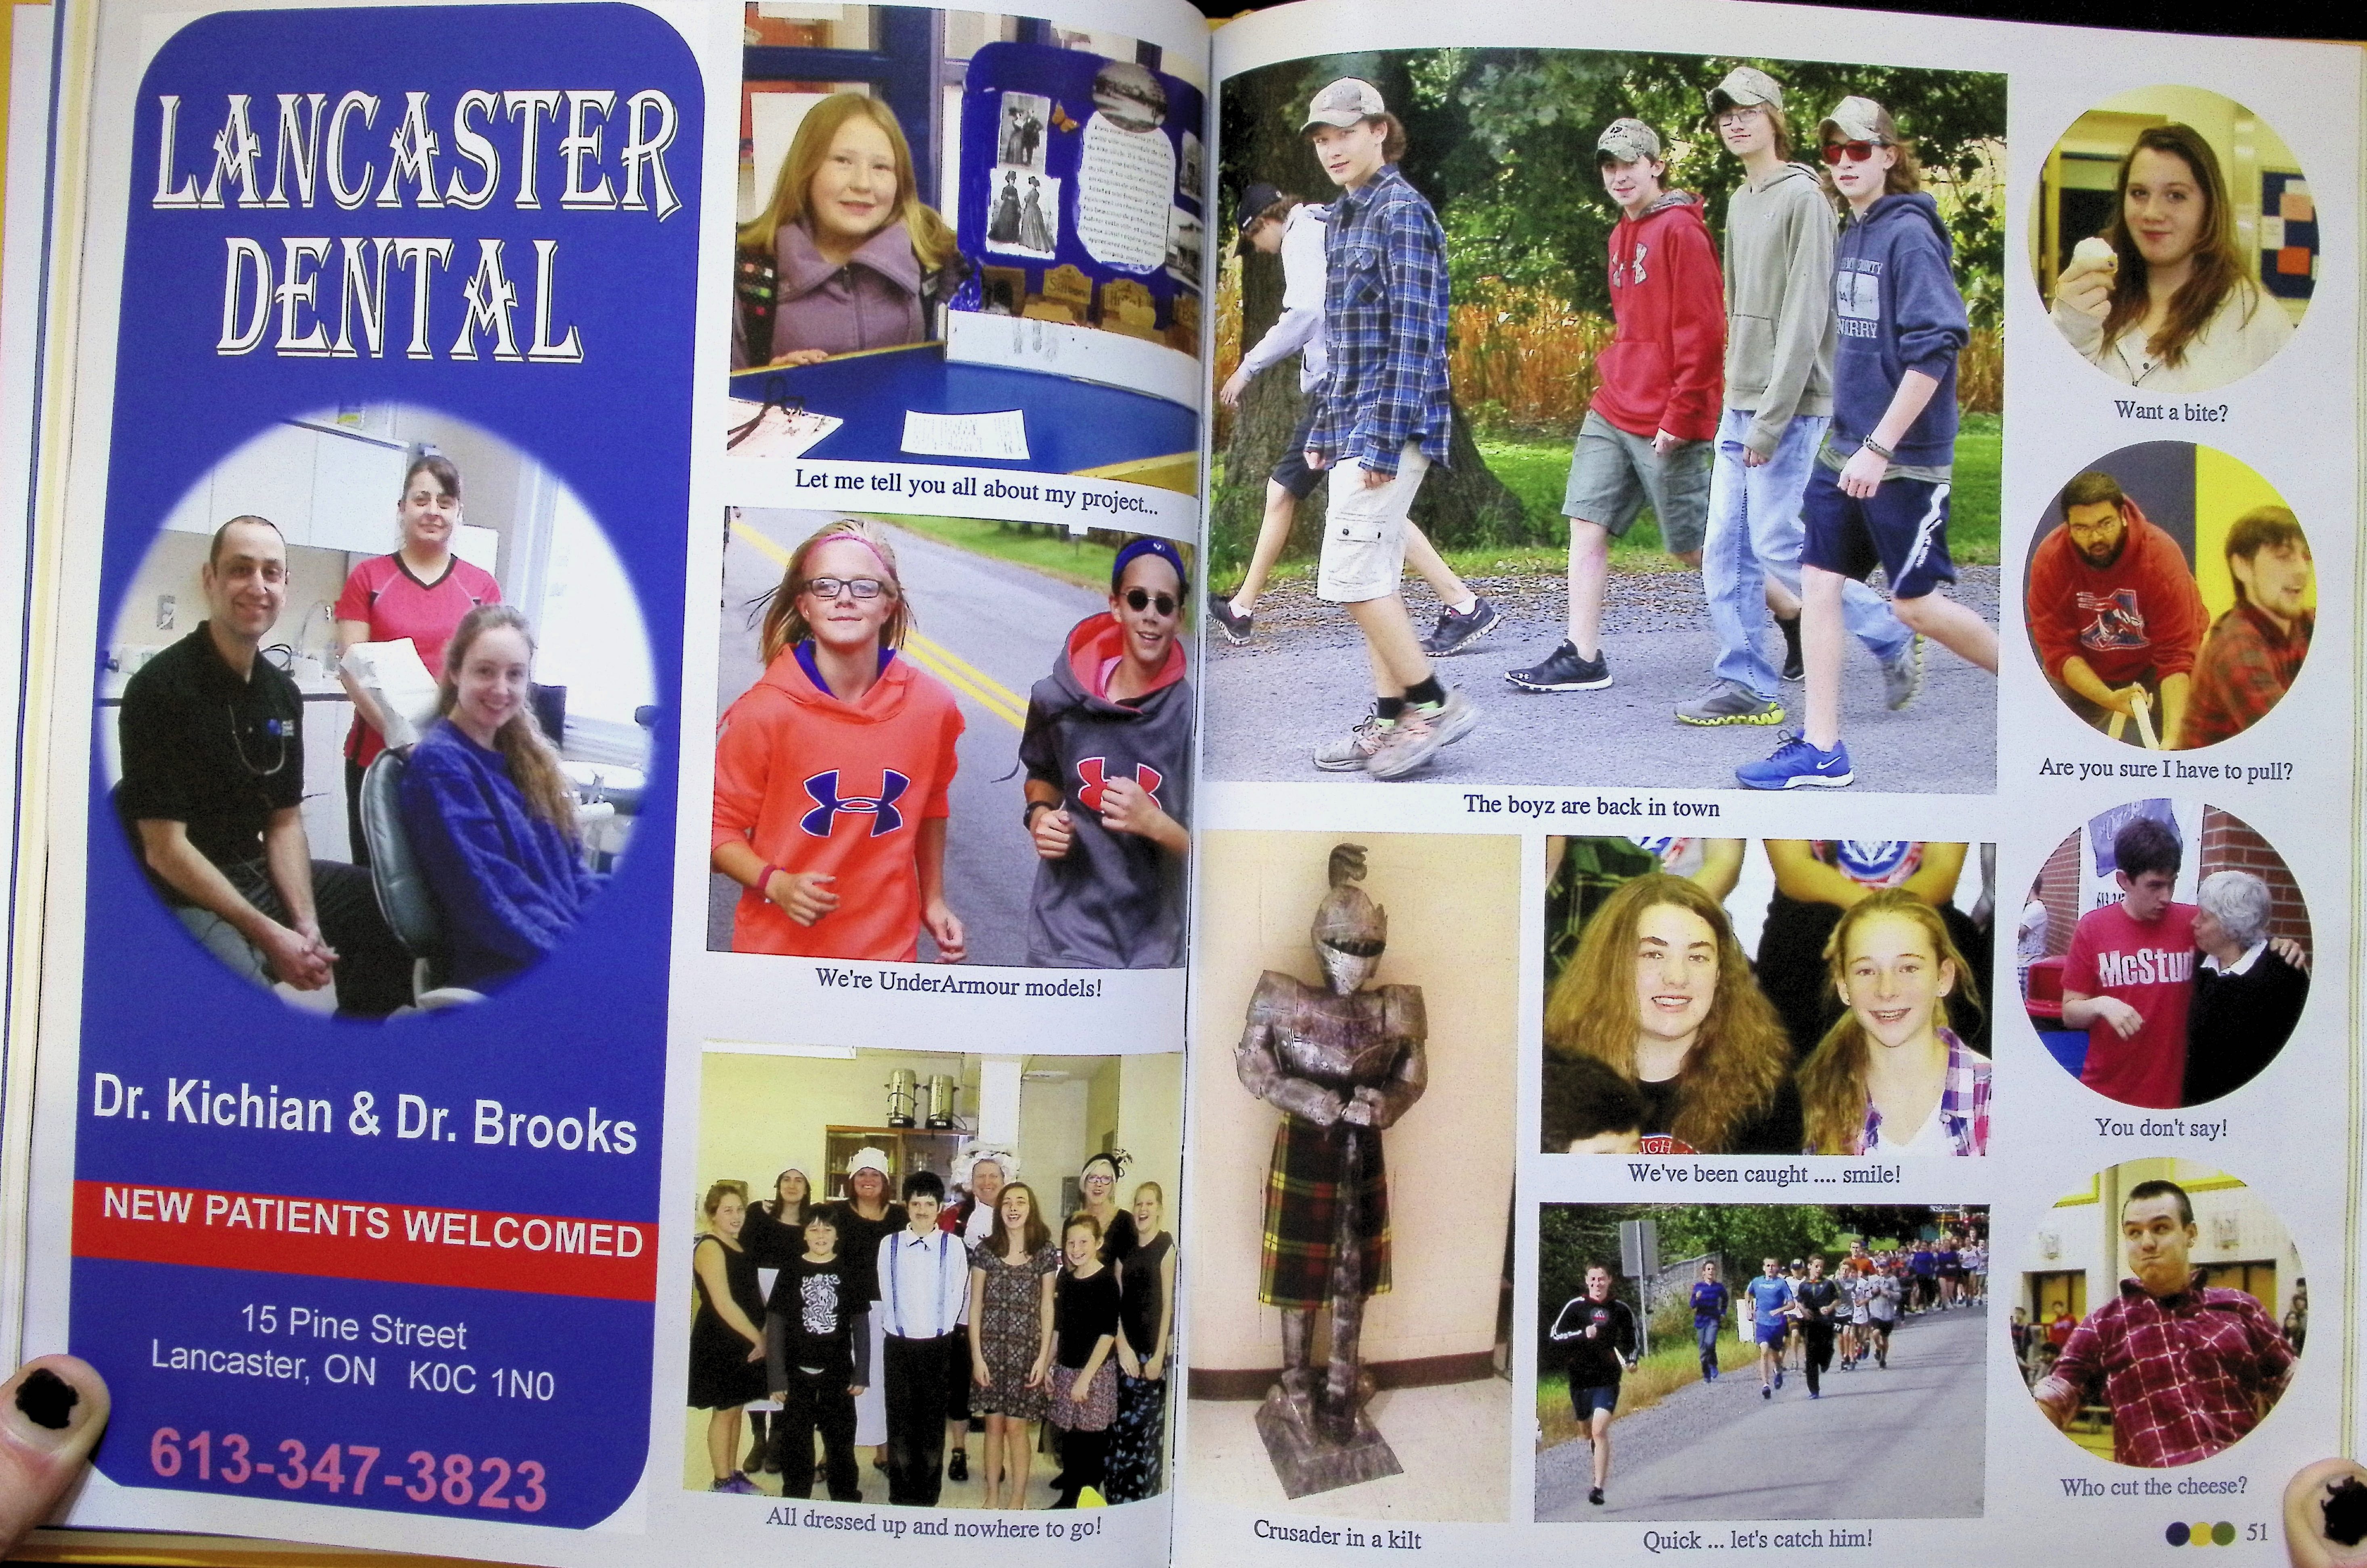 LANCASTER
DENTAL
Dr. Kichian & Dr. Brooks
NEW PATIENTS WELCOMED
15 Pine Street
Lancaster, ON K0C 1N0
613-347-3823
Let me tell you all about my project...
We're UnderArmour models!
All dressed up and nowhere to go!
The boyz are back in town
NIRRY
Crusader in a kilt
IGH
We've been caught .... smile!
Quick ... let's catch him!
Want a bite?
Are you sure I have to pull?
McStud
You don't say!
Who cut the cheese?
51